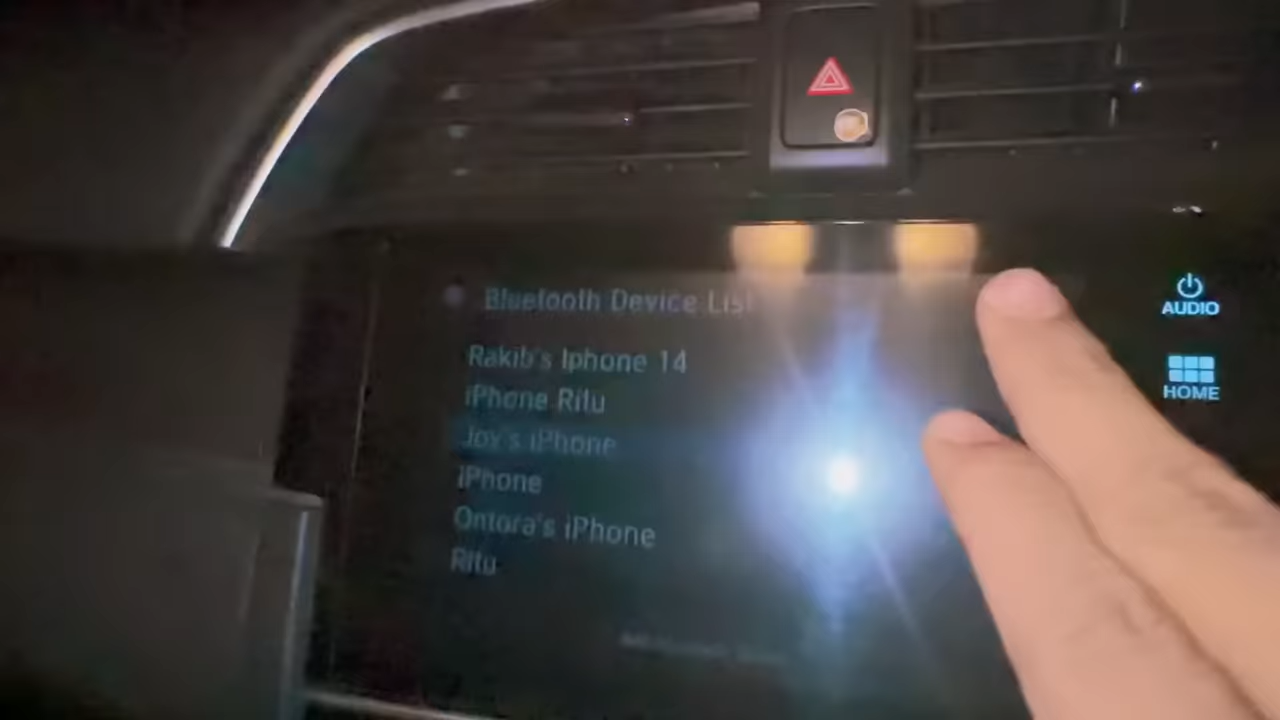 Bluetooth Device List
AUDIO
Rakib's Iphone 14
HOME
iPhone Ritu
Joy's iPhone
iPhone
Ontora's iPhone
Ritu